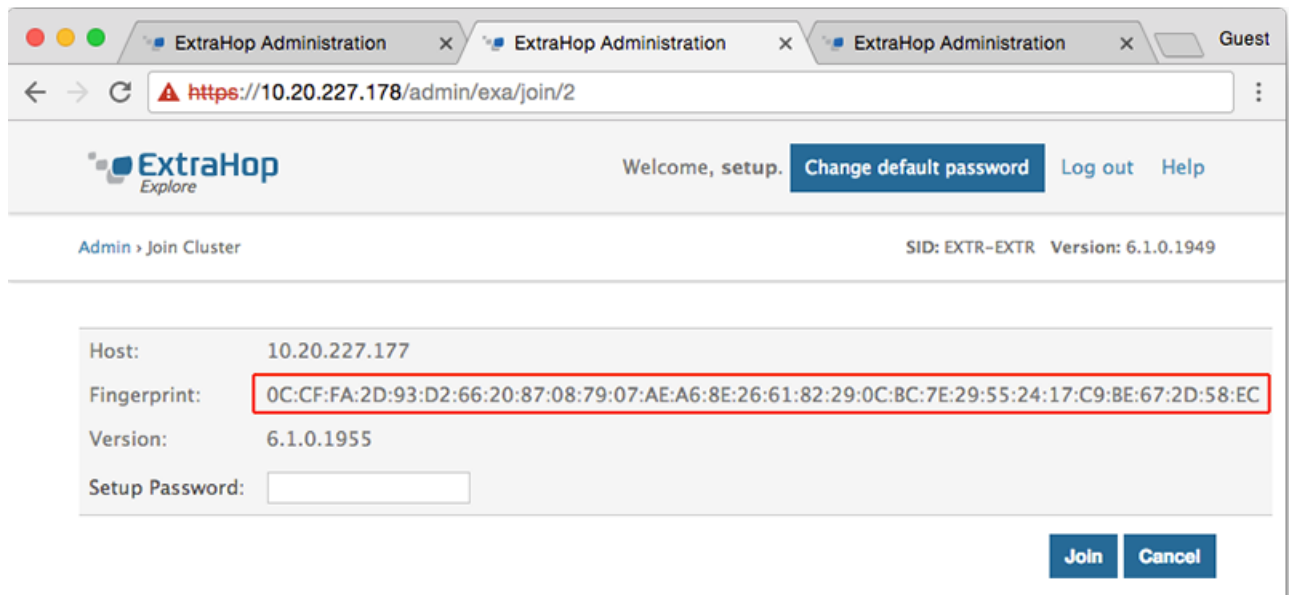 ExtraHop Administration ExtraHop Administration ExtraHop Administration Guest
https://10.20.227.178/admin/exa/join/2
ExtraHop
Explore
Welcome, setup. Change default password Log out Help
Admin › Join Cluster SID: EXTR-EXTR Version: 6.1.0.1949
Host: 10.20.227.177
Fingerprint: 0C:CF:FA:2D:93:D2:66:20:87:08:79:07:AE:A6:8E:26:61:82:29:0C:BC:7E:29:55:24:17:C9:BE:67:2D:58:EC
Version: 6.1.0.1955
Setup Password:
Join Cancel